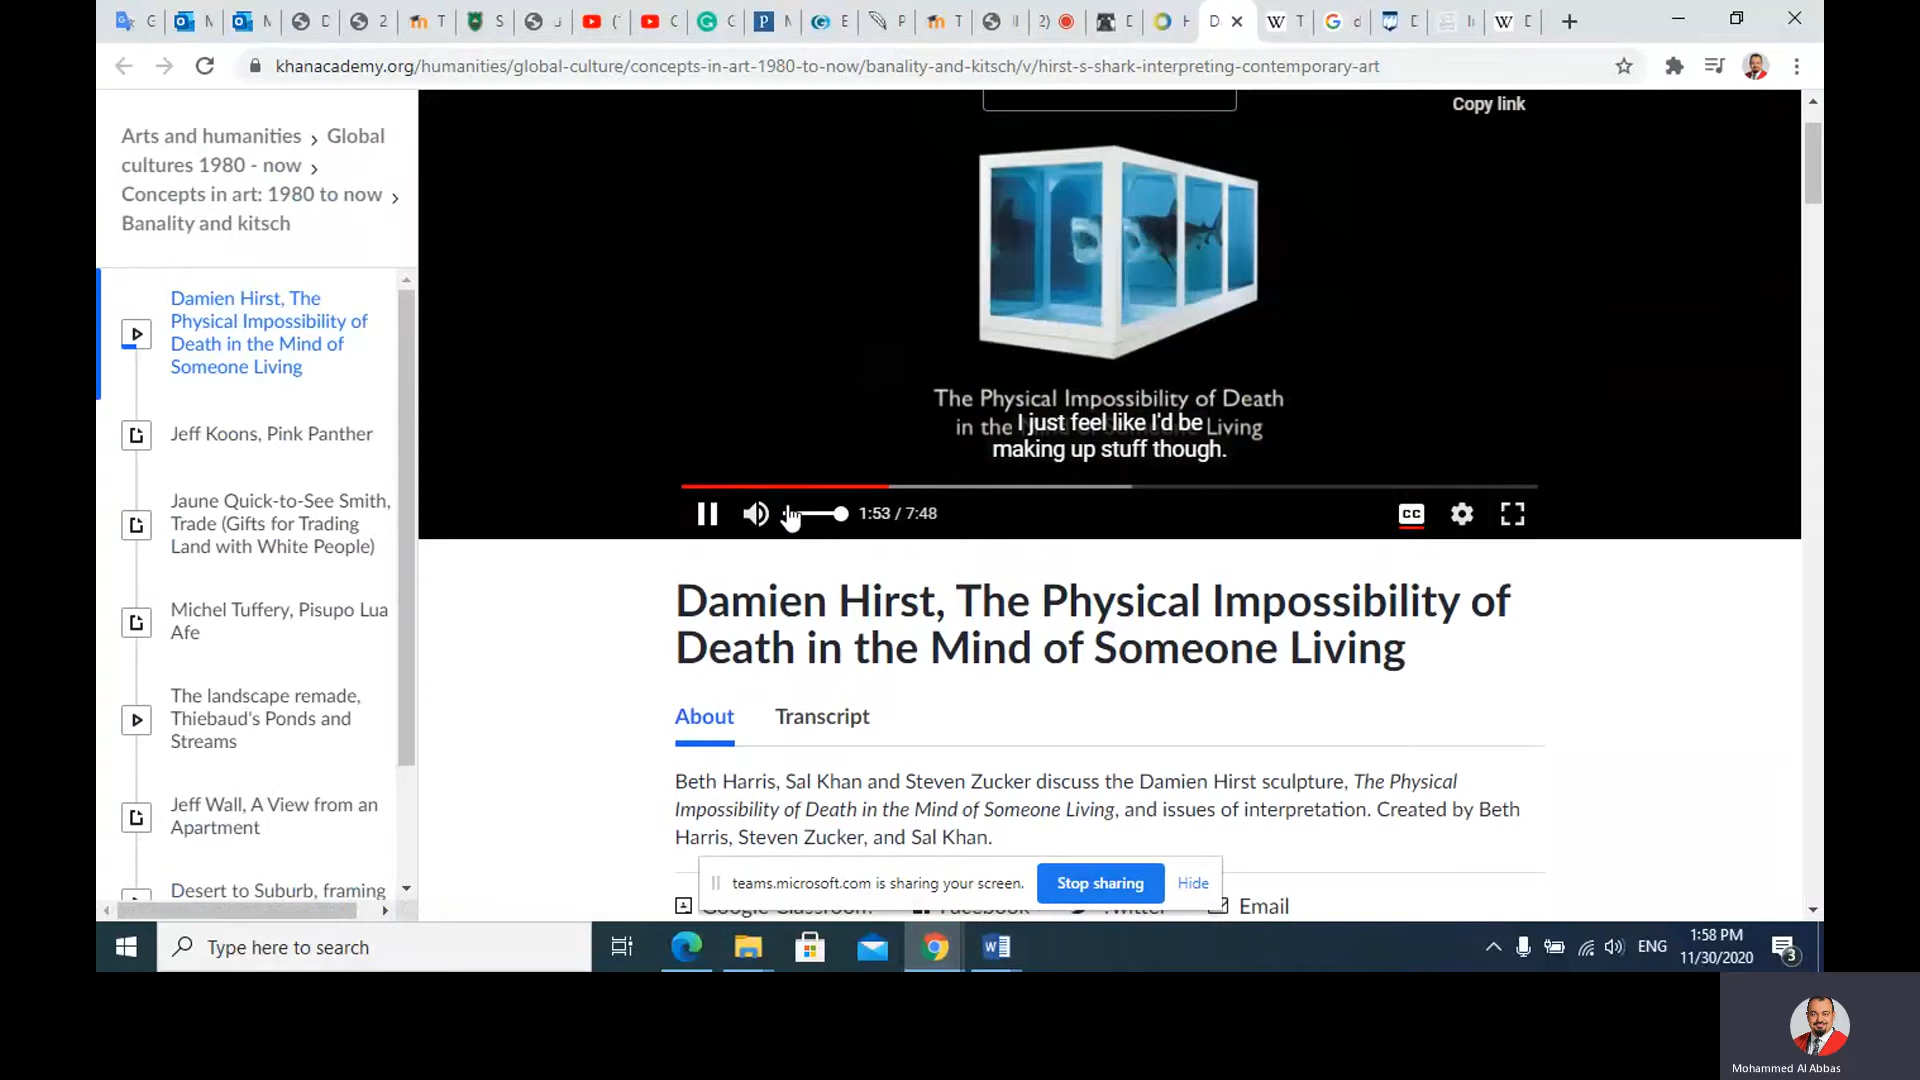 khanacademy.org/humanities/global-culture/concepts-in-art-1980-to-now/banality-and-kitsch/v/hirst-s-shark-interpreting-contemporary-art
Arts and humanities › Global
cultures 1980 - now ›
Concepts in art: 1980 to now ›
Banality and kitsch
Damien Hirst, The
Physical Impossibility of
Death in the Mind of
Someone Living
Jeff Koons, Pink Panther
Jaune Quick-to-See Smith,
Trade (Gifts for Trading
Land with White People)
Michel Tuffery, Pisupo Lua
Afe
The landscape remade,
Thiebaud's Ponds and
Streams
Jeff Wall, A View from an
Apartment
Desert to Suburb, framing
Copy link
The Physical Impossibility of Death
in the Mind of Someone Living
I just feel like I'd be
making up stuff though.
1:53 / 7:48
CC
Damien Hirst, The Physical Impossibility of
Death in the Mind of Someone Living
About Transcript
Beth Harris, Sal Khan and Steven Zucker discuss the Damien Hirst sculpture, The Physical
Impossibility of Death in the Mind of Someone Living, and issues of interpretation. Created by Beth
Harris, Steven Zucker, and Sal Khan.
teams.microsoft.com is sharing your screen. Stop sharing Hide
Google Classroom Facebook Twitter Email
Type here to search
ENG
1:58 PM
11/30/2020
3
Mohammed Al Abbas